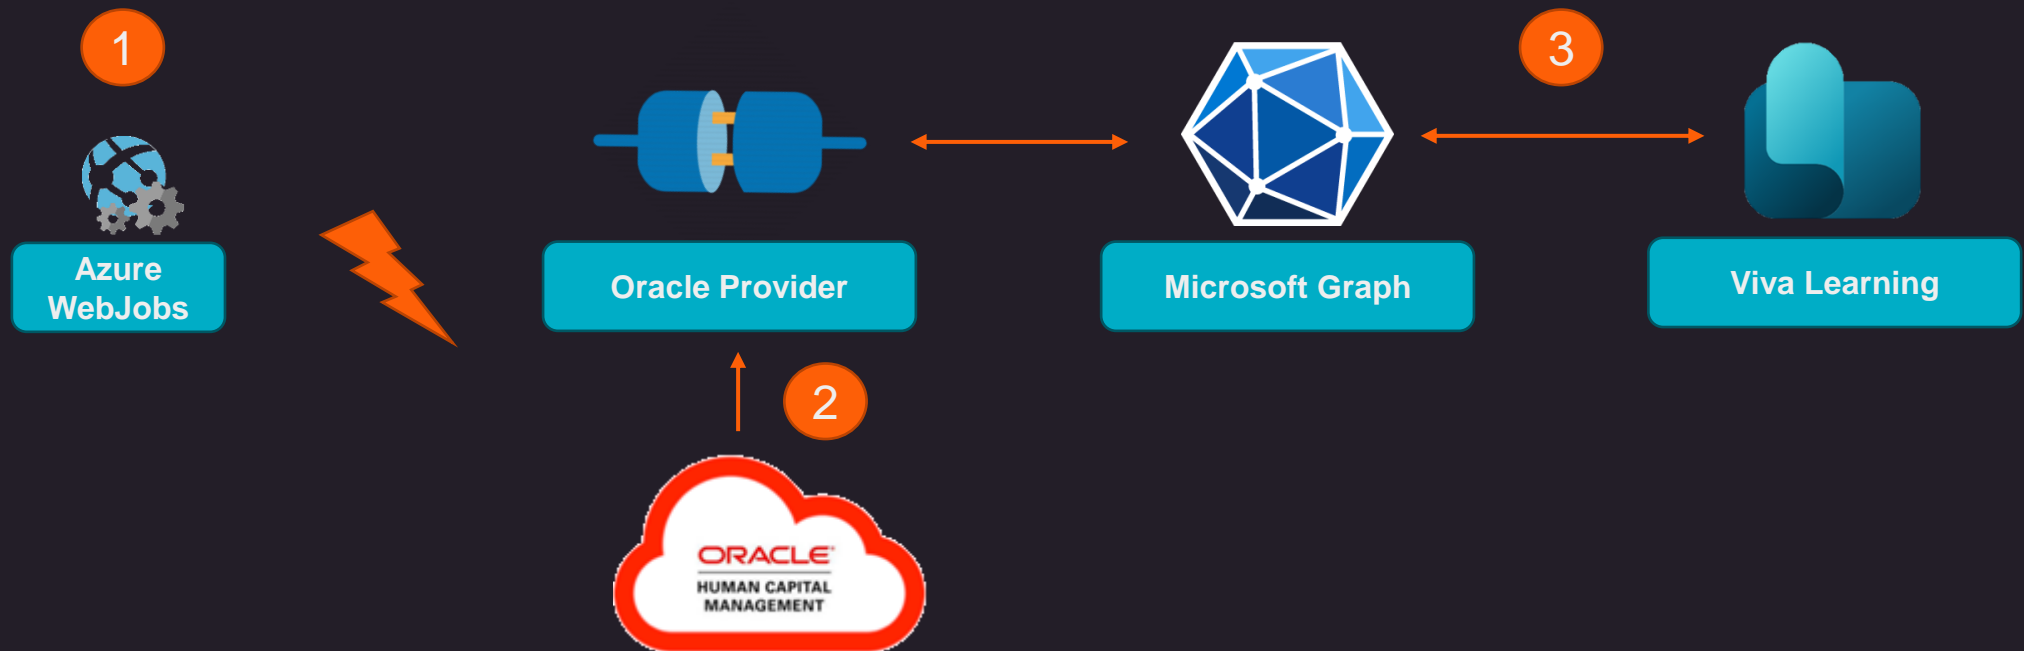 1
3
Azure
WebJobs
Oracle Provider
Microsoft Graph
Viva Learning
2
ORACLE
HUMAN CAPITAL
MANAGEMENT